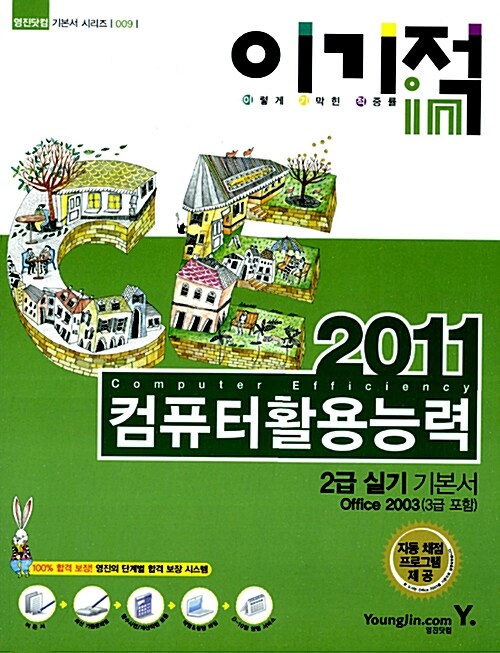 영진닷컴 기본서 시리즈 | 009 |
이기적
in
이렇게 기막힌 적중률
CE
2011
Computer Efficiency
컴퓨터활용능력
2급 실기 기본서
Office 2003 (3급 포함)
자동 채점
프로그램
제공
100% 합격 보장! 영진의 단계별 합격 보장 시스템
YoungJin.com Y.
영진닷컴